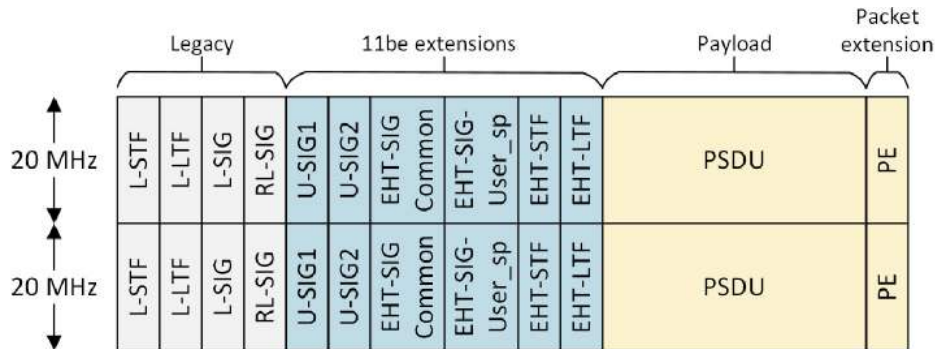 Packet
Legacy 11be extensions Payload extension
20 MHz L-STF L-LTF L-SIG RL-SIG U-SIG1 U-SIG2 EHT-SIG Common EHT-SIG- User_sp EHT-STF EHT-LTF PSDU PE
20 MHz L-STF L-LTF L-SIG RL-SIG U-SIG1 U-SIG2 EHT-SIG Common EHT-SIG- User_sp EHT-STF EHT-LTF PSDU PE